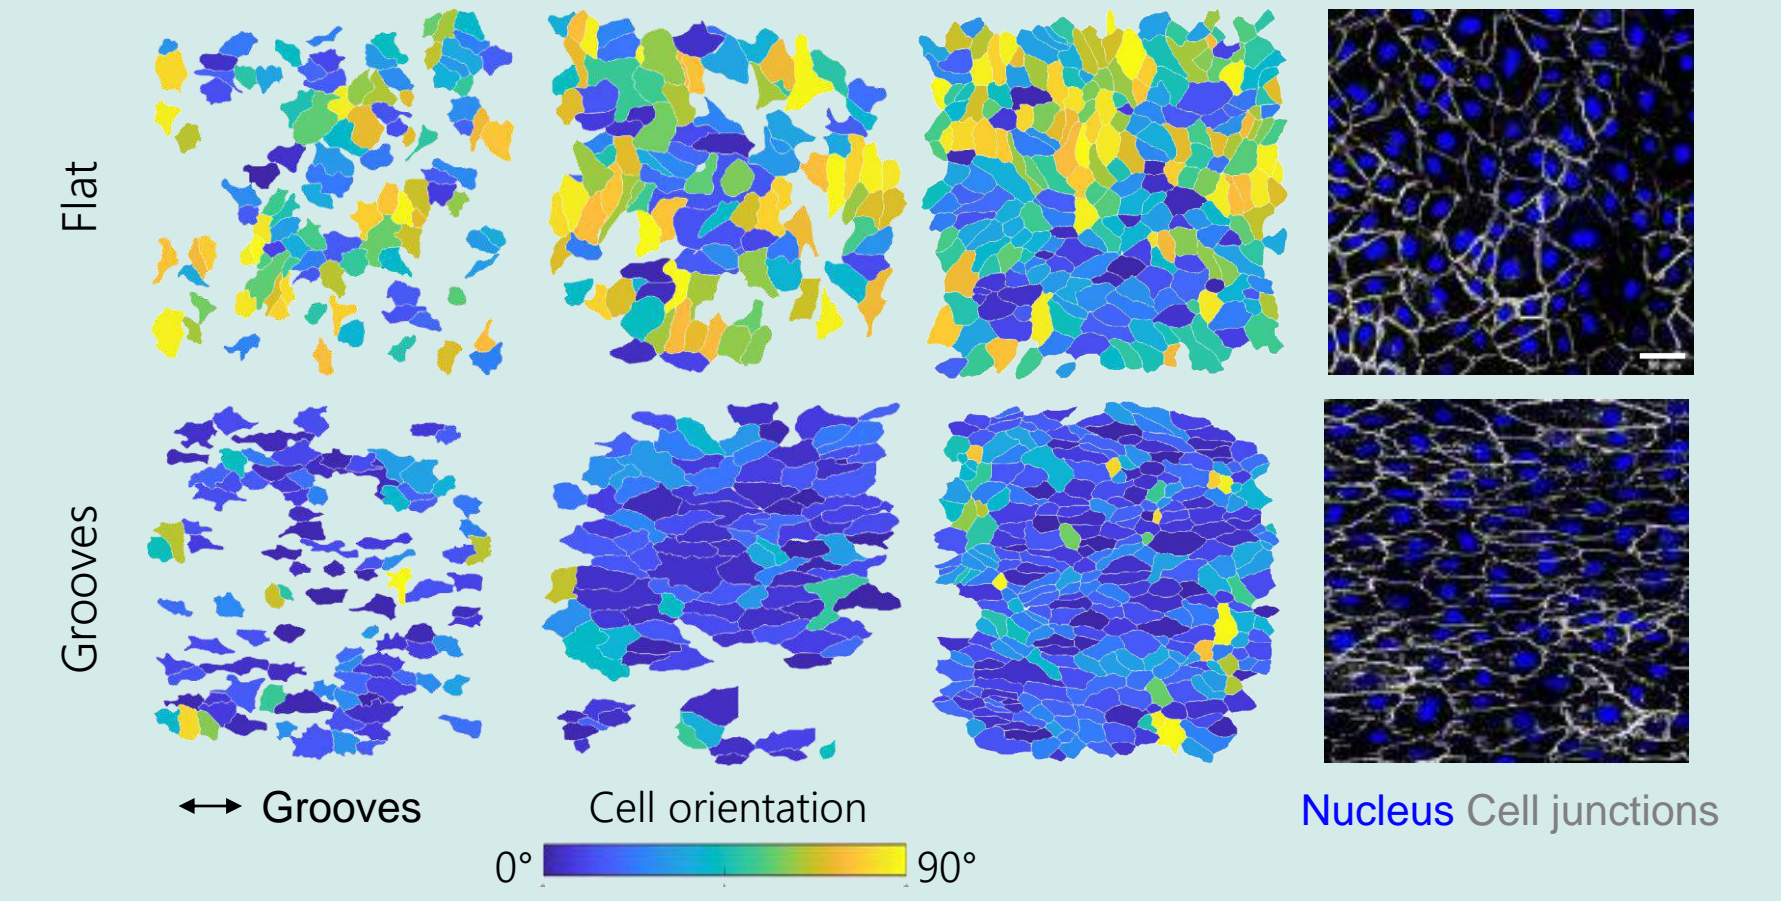 Flat
Grooves
Grooves
Cell orientation
Nucleus Cell junctions
0°
90°